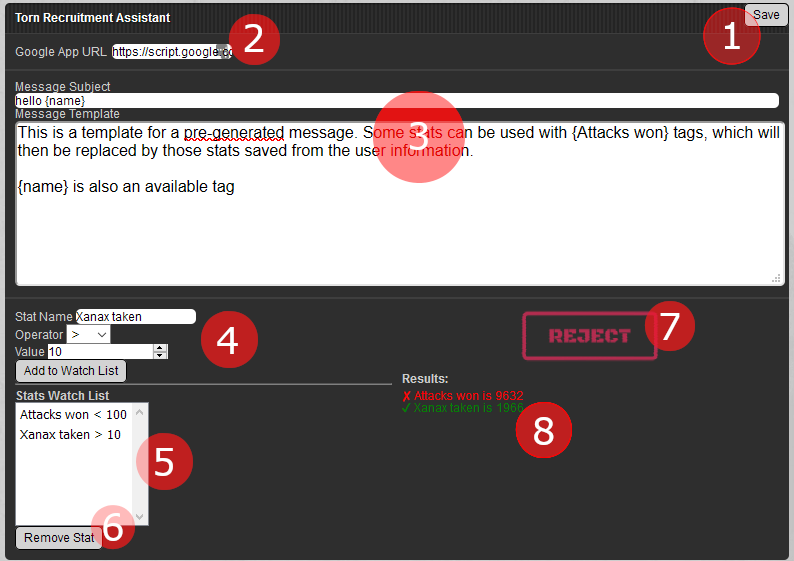 Torn Recruitment Assistant
Save
1
Google App URL https://script.google.co
2
Message Subject
hello {name}
Message Template
This is a template for a pre-generated message. Some stats can be used with {Attacks won} tags, which will
then be replaced by those stats saved from the user information.
3
{name} is also an available tag
Stat Name Xanax taken
Operator >
Value 10
4
Add to Watch List
REJECT
7
Stats Watch List
Attacks won < 100
Xanax taken > 10
5
Results:
✗ Attacks won is 9632
✓ Xanax taken is 1966
8
6
Remove Stat